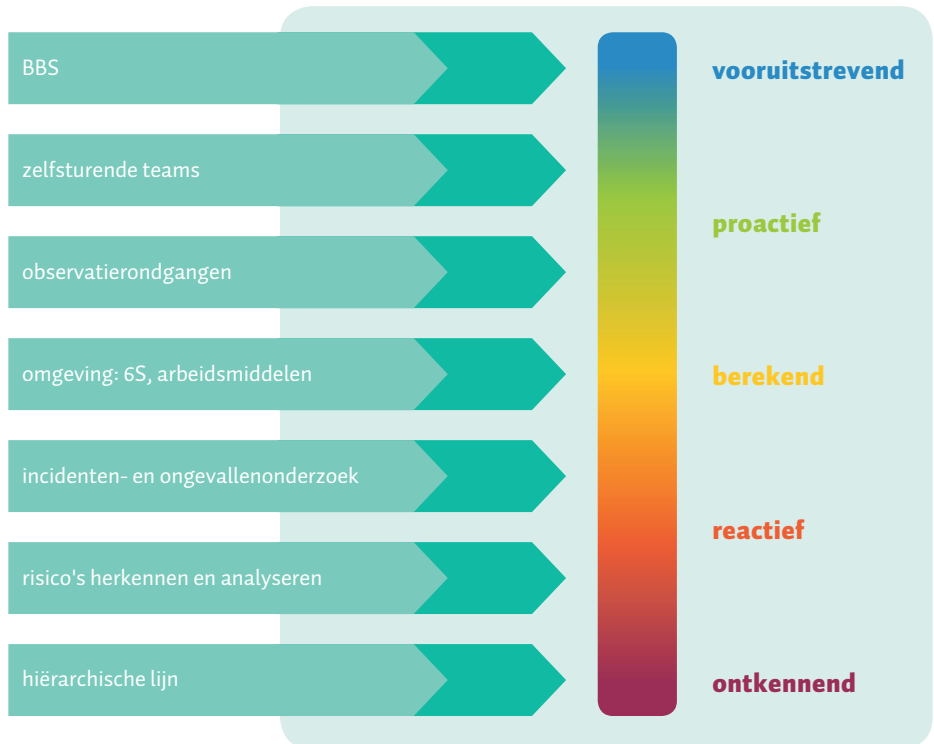 BBS
zelfsturende teams
observatierondgangen
omgeving: 6S, arbeidsmiddelen
incidenten- en ongevallenonderzoek
risico's herkennen en analyseren
hiërarchische lijn
vooruitstrevend
proactief
berekend
reactief
ontkennend